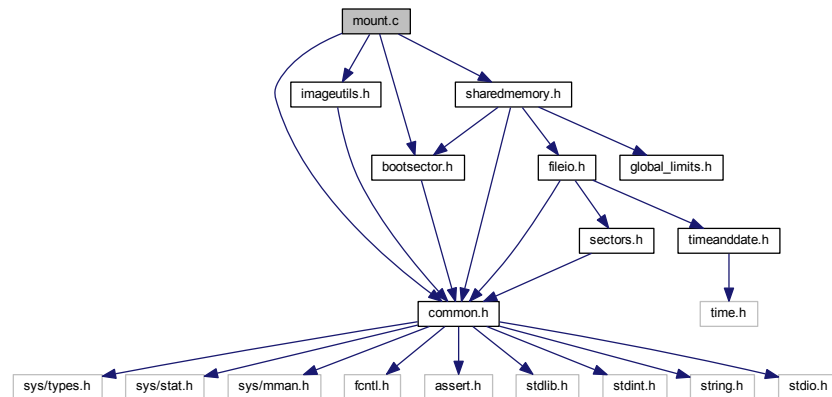 mount.c
imageutils.h
sharedmemory.h
bootsector.h
fileio.h
global_limits.h
sectors.h
timeanddate.h
common.h
time.h
sys/types.h
sys/stat.h
sys/mman.h
fcntl.h
assert.h
stdlib.h
stdint.h
string.h
stdio.h